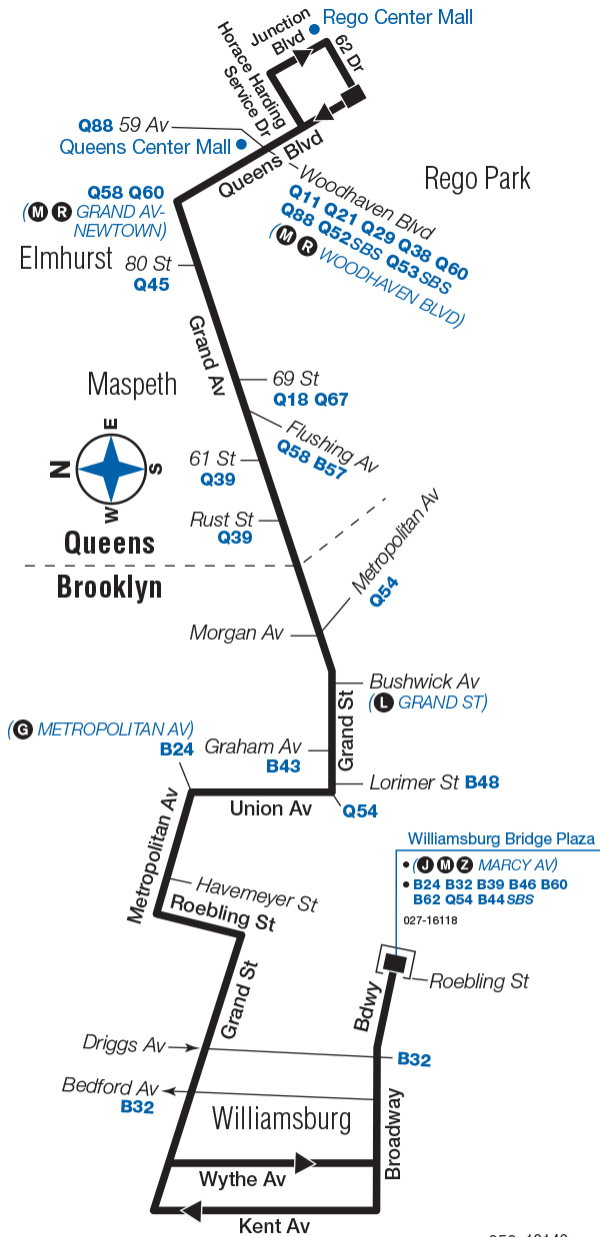 Rego Center Mall
Junction
Blvd
62 Dr
Horace Harding
Service Dr
Q88 59 Av
Queens Center Mall
Queens Blvd
Rego Park
Woodhaven Blvd
Q11 Q21 Q29 Q38 Q60
Q88 Q52 SBS Q53 SBS
(M R WOODHAVEN BLVD)
Q58 Q60
(M R GRAND AV-
NEWTOWN)
Elmhurst
80 St
Q45
Grand Av
Maspeth
69 St
Q18 Q67
Flushing Av
Q58 B57
E
N
S
W
61 St
Q39
Rust St
Q39
Queens
Brooklyn
Metropolitan Av
Q54
Morgan Av
Bushwick Av
(L GRAND ST)
Grand St
(G METROPOLITAN AV)
B24
Graham Av
B43
Lorimer St B48
Union Av
Q54
Metropolitan Av
Havemeyer St
Roebling St
Williamsburg Bridge Plaza
• (J M Z MARCY AV)
• B24 B32 B39 B46 B60
B62 Q54 B44 SBS
027-16118
Roebling St
Bdwy
Grand St
Driggs Av
B32
Bedford Av
B32
Williamsburg
Broadway
Wythe Av
Kent Av